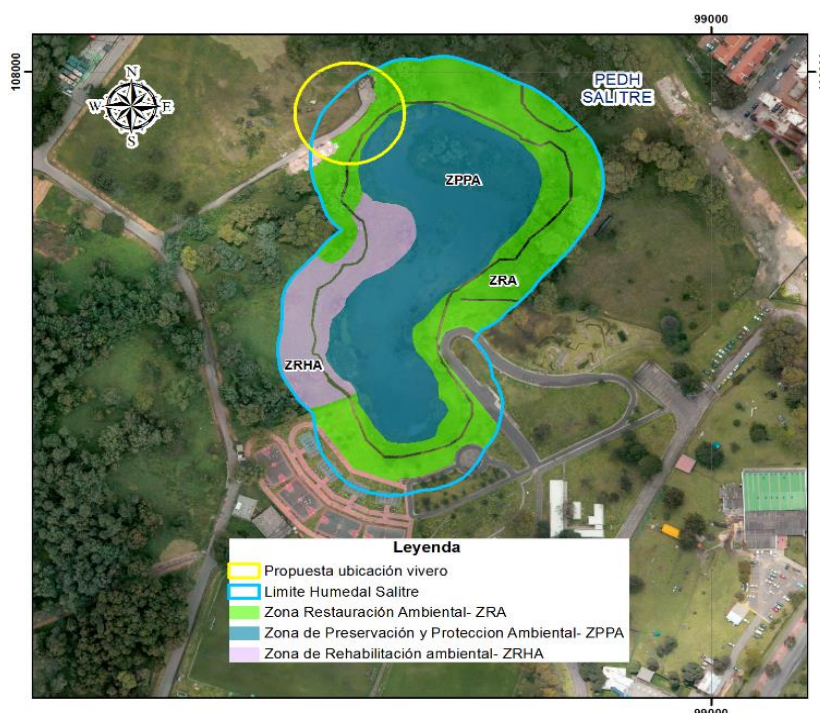 99000
108000
N
W E
S
PEDH
SALITRE
ZPPA
ZRA
ZRHA
Leyenda
Propuesta ubicación vivero
Limite Humedal Salitre
Zona Restauración Ambiental- ZRA
Zona de Preservación y Proteccion Ambiental- ZPPA
Zona de Rehabilitación ambiental- ZRHA
99000